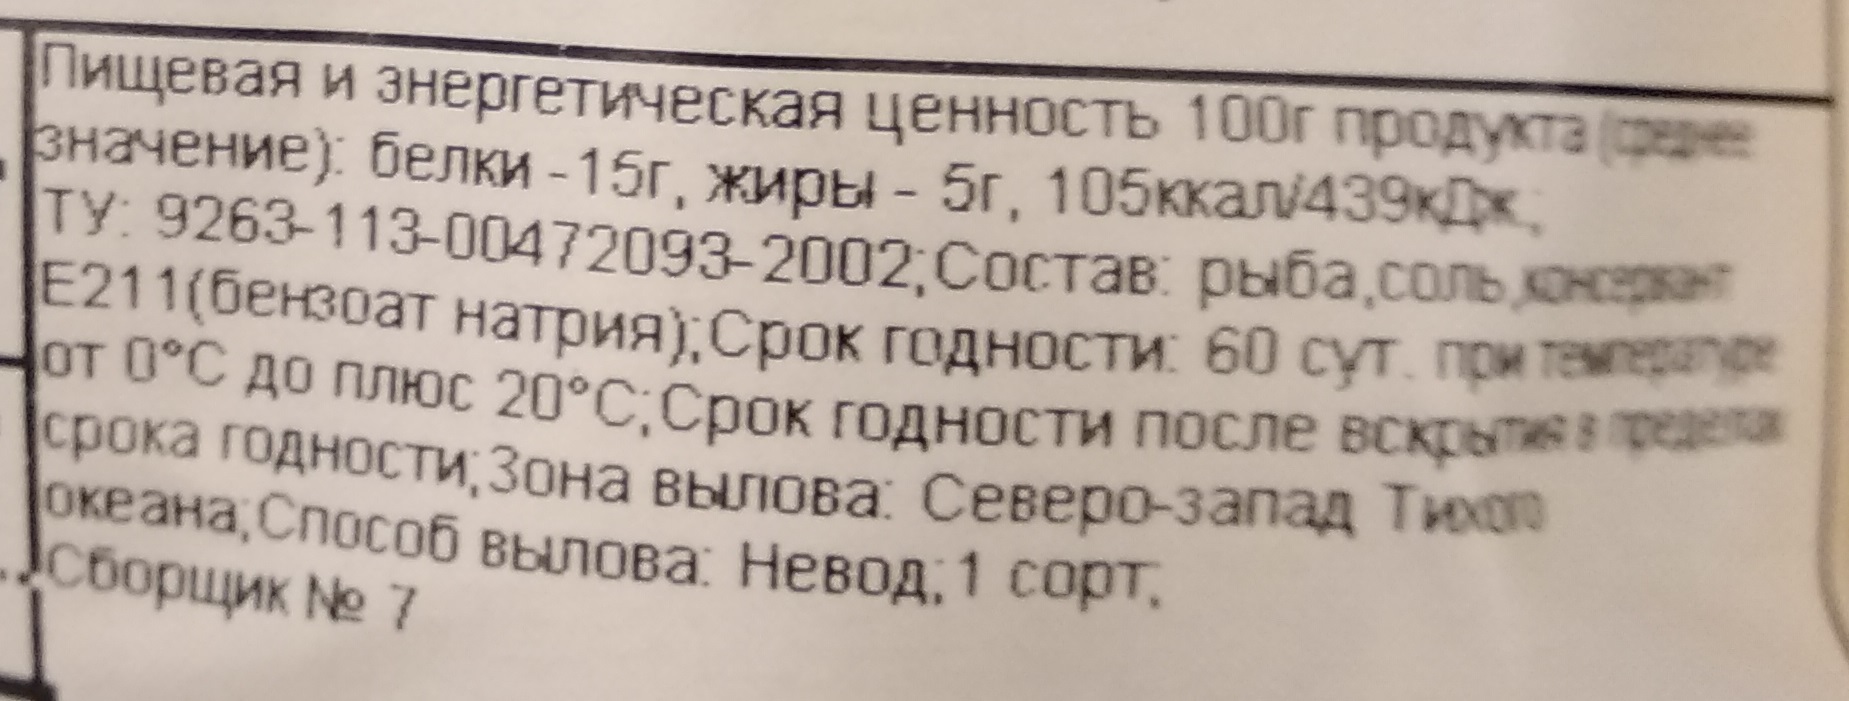 Пищевая и энергетическая ценность 100г продукта (среднее
значение): белки -15г, жиры - 5г, 105ккал/439кДж.;
ТУ: 9263-113-00472093-2002;Состав: рыба,соль,консервант
Е211(бензоат натрия);Срок годности: 60 сут. при температуре
от 0°С до плюс 20°С;Срок годности после вскрытия в пределах
срока годности;Зона вылова: Северо-запад Тихого
океана;Способ вылова: Невод;1 сорт;
Сборщик № 7